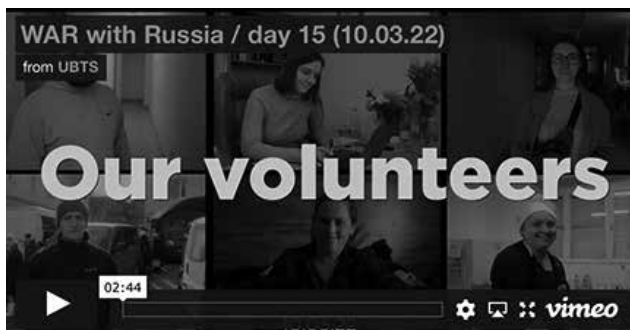 WAR with Russia / day 15 (10.03.22)
from UBTS
Our volunteers
02:44
vimeo